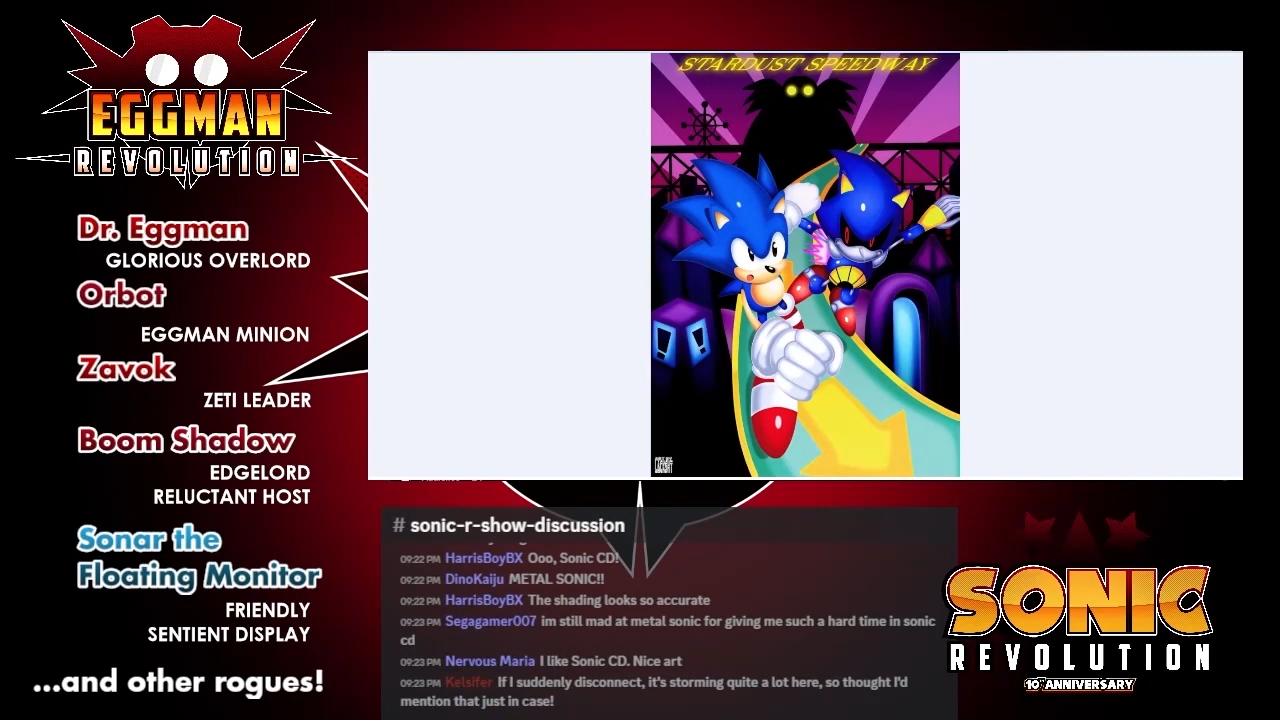 EGGMAN
REVOLUTION
Dr. Eggman
GLORIOUS OVERLORD
Orbot
EGGMAN MINION
Zavok
ZETI LEADER
Boom Shadow
EDGELORD
RELUCTANT HOST
Sonar the
Floating Monitor
FRIENDLY
SENTIENT DISPLAY
...and other rogues!
STARDUST SPEEDWAY
# sonic-r-show-discussion
09:22 PM HarrisBoyBX Ooo, Sonic CD!
09:22 PM DinoKaiju METAL SONIC!!
09:22 PM HarrisBoyBX The shading looks so accurate
09:23 PM Segagamer007 im still mad at metal sonic for giving me such a hard time in sonic
cd
09:23 PM Nervous Maria I like Sonic CD. Nice art
09:23 PM Kelsifer If I suddenly disconnect, it's storming quite a lot here, so thought I'd
mention that just in case!
SONIC
REVOLUTION
10TH ANNIVERSARY